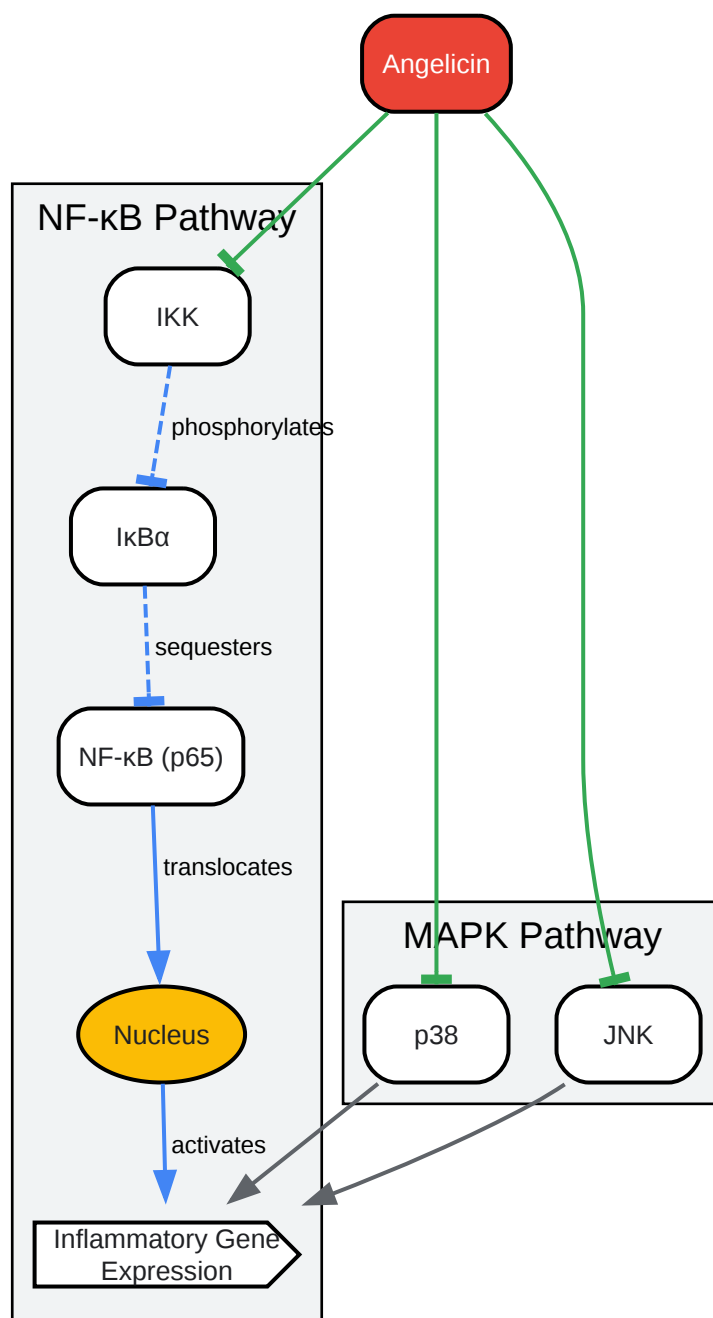 Angelicin
NF-κB Pathway
IKK
phosphorylates
IκBα
sequesters
NF-κB (p65)
translocates
MAPK Pathway
Nucleus
p38
JNK
activates
Inflammatory Gene
Expression